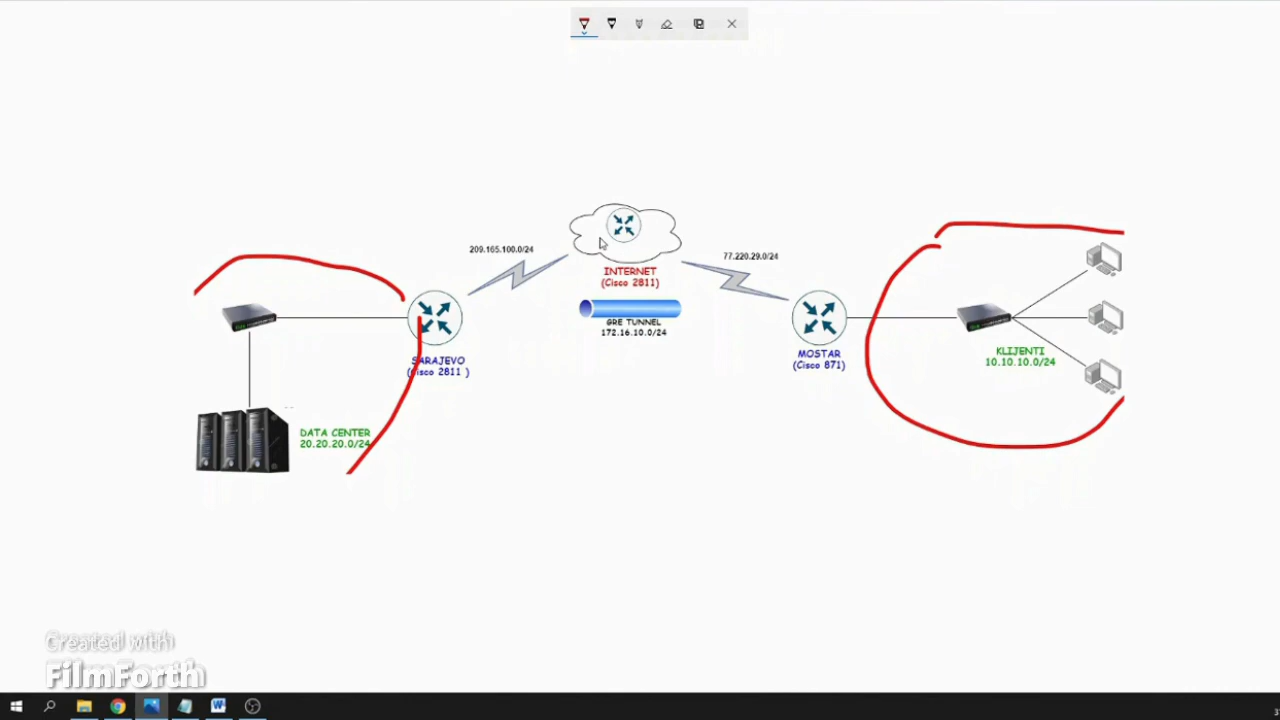 209.165.100.0/24
77.220.29.0/24
INTERNET
(Cisco 2811)
GRE TUNNEL
172.16.10.0/24
SARAJEVO
(Cisco 2811 )
MOSTAR
(Cisco 871)
KLIJENTI
10.10.10.0/24
DATA CENTER
20.20.20.0/24
Created with
FilmForth